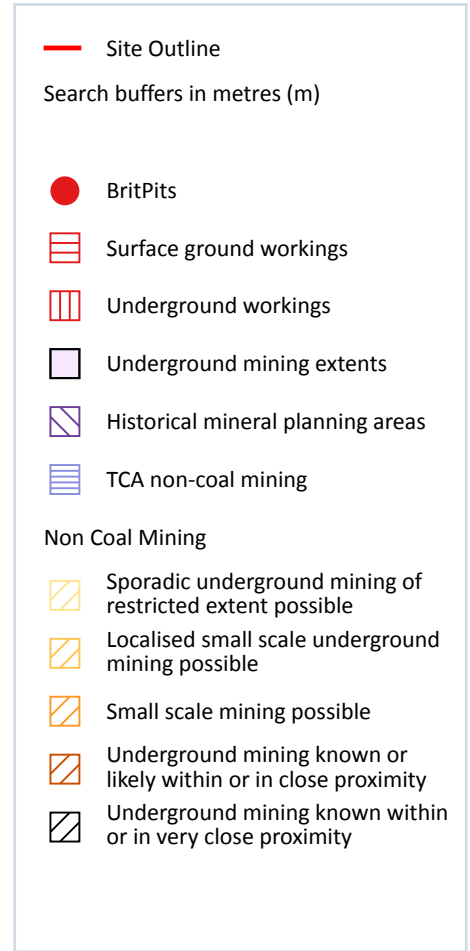 Site Outline
Search buffers in metres (m)
BritPits
Surface ground workings
Underground workings
Underground mining extents
Historical mineral planning areas
TCA non-coal mining
Non Coal Mining
Sporadic underground mining of
restricted extent possible
Localised small scale underground
mining possible
Small scale mining possible
Underground mining known or
likely within or in close proximity
Underground mining known within
or in very close proximity